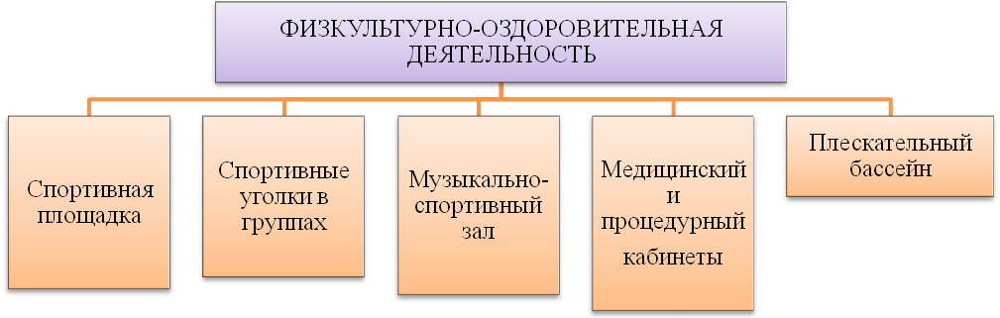 ФИЗКУЛЬТУРНО-ОЗДОРОВИТЕЛЬНАЯ
ДЕЯТЕЛЬНОСТЬ
Спортивная
площадка
Спортивные
уголки в
группах
Музыкально-
спортивный
зал
Медицинский
и
процедурный
кабинеты
Плескательный
бассейн